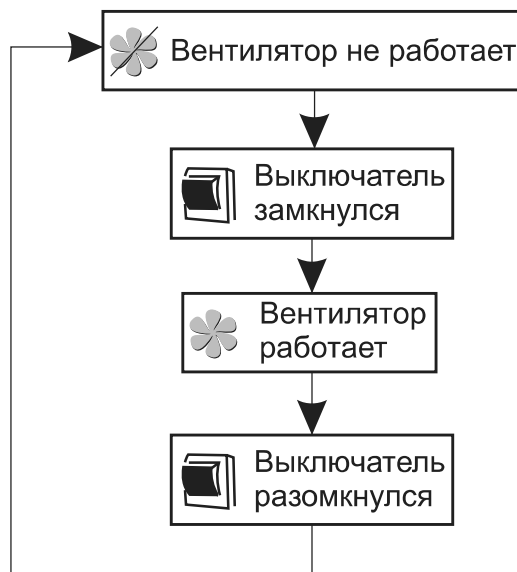 Вентилятор не работает
Выключатель
замкнулся
Вентилятор
работает
Выключатель
разомкнулся